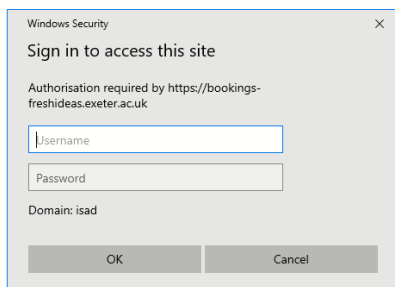 Windows Security
Sign in to access this site
Authorisation required by https://bookings-
freshideas.exeter.ac.uk
Username
Password
Domain: isad
OK
Cancel